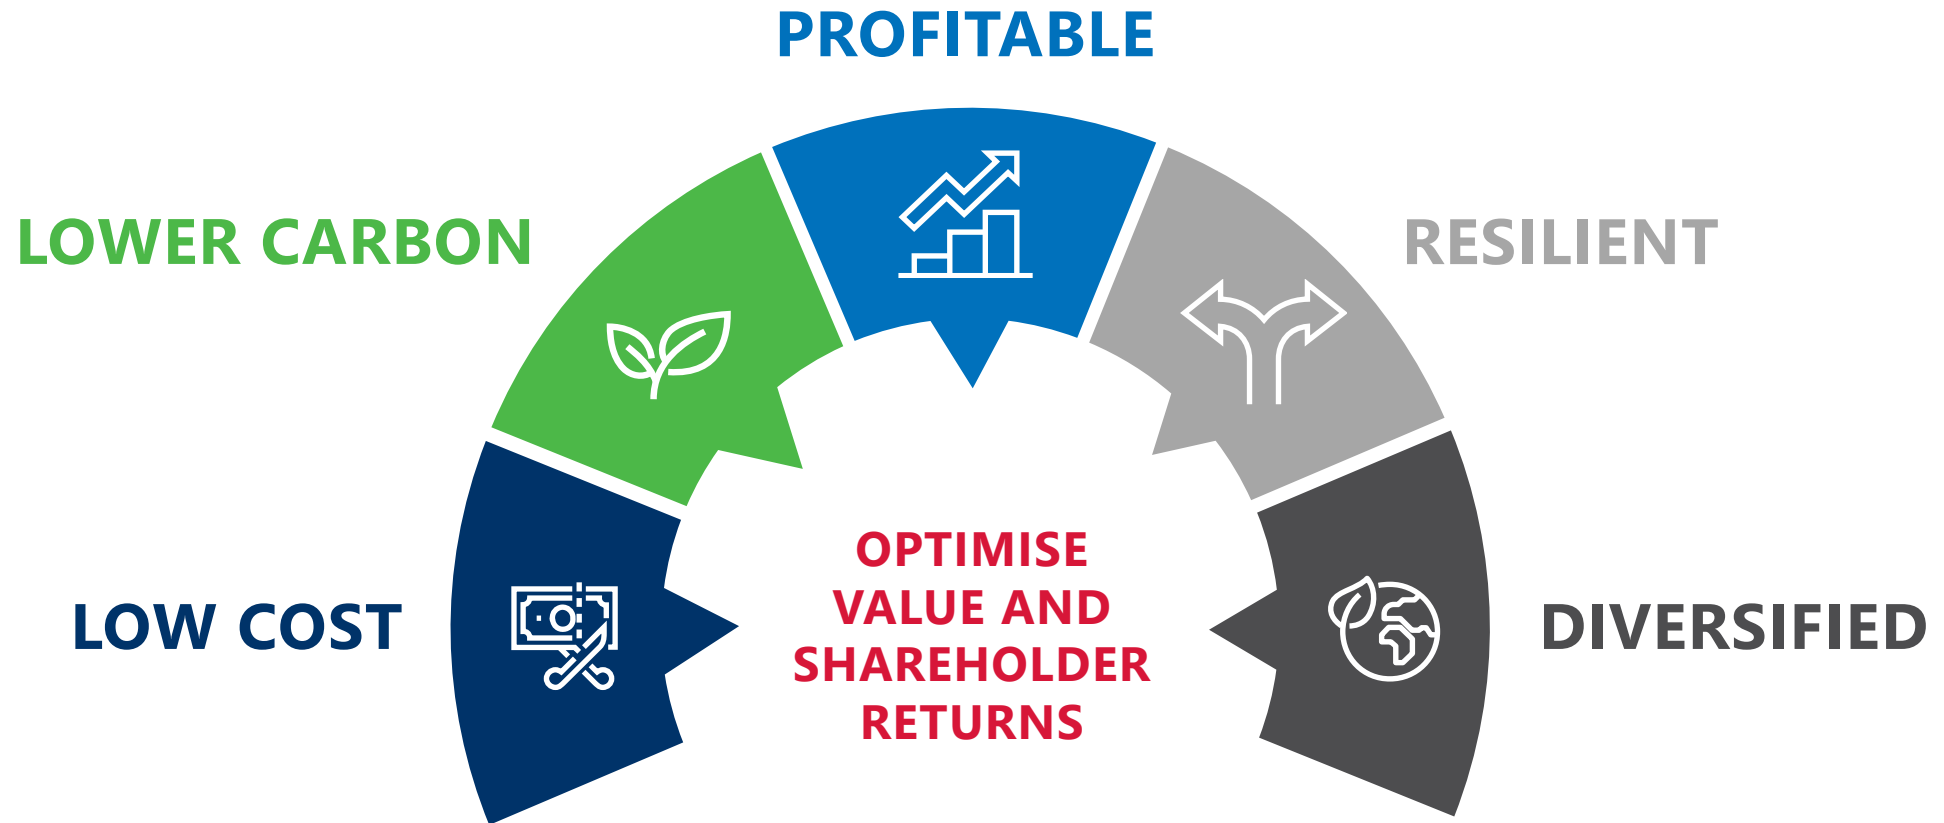 PROFITABLE
LOWER CARBON
RESILIENT
LOW COST
OPTIMISE
VALUE AND
SHAREHOLDER
RETURNS
DIVERSIFIED